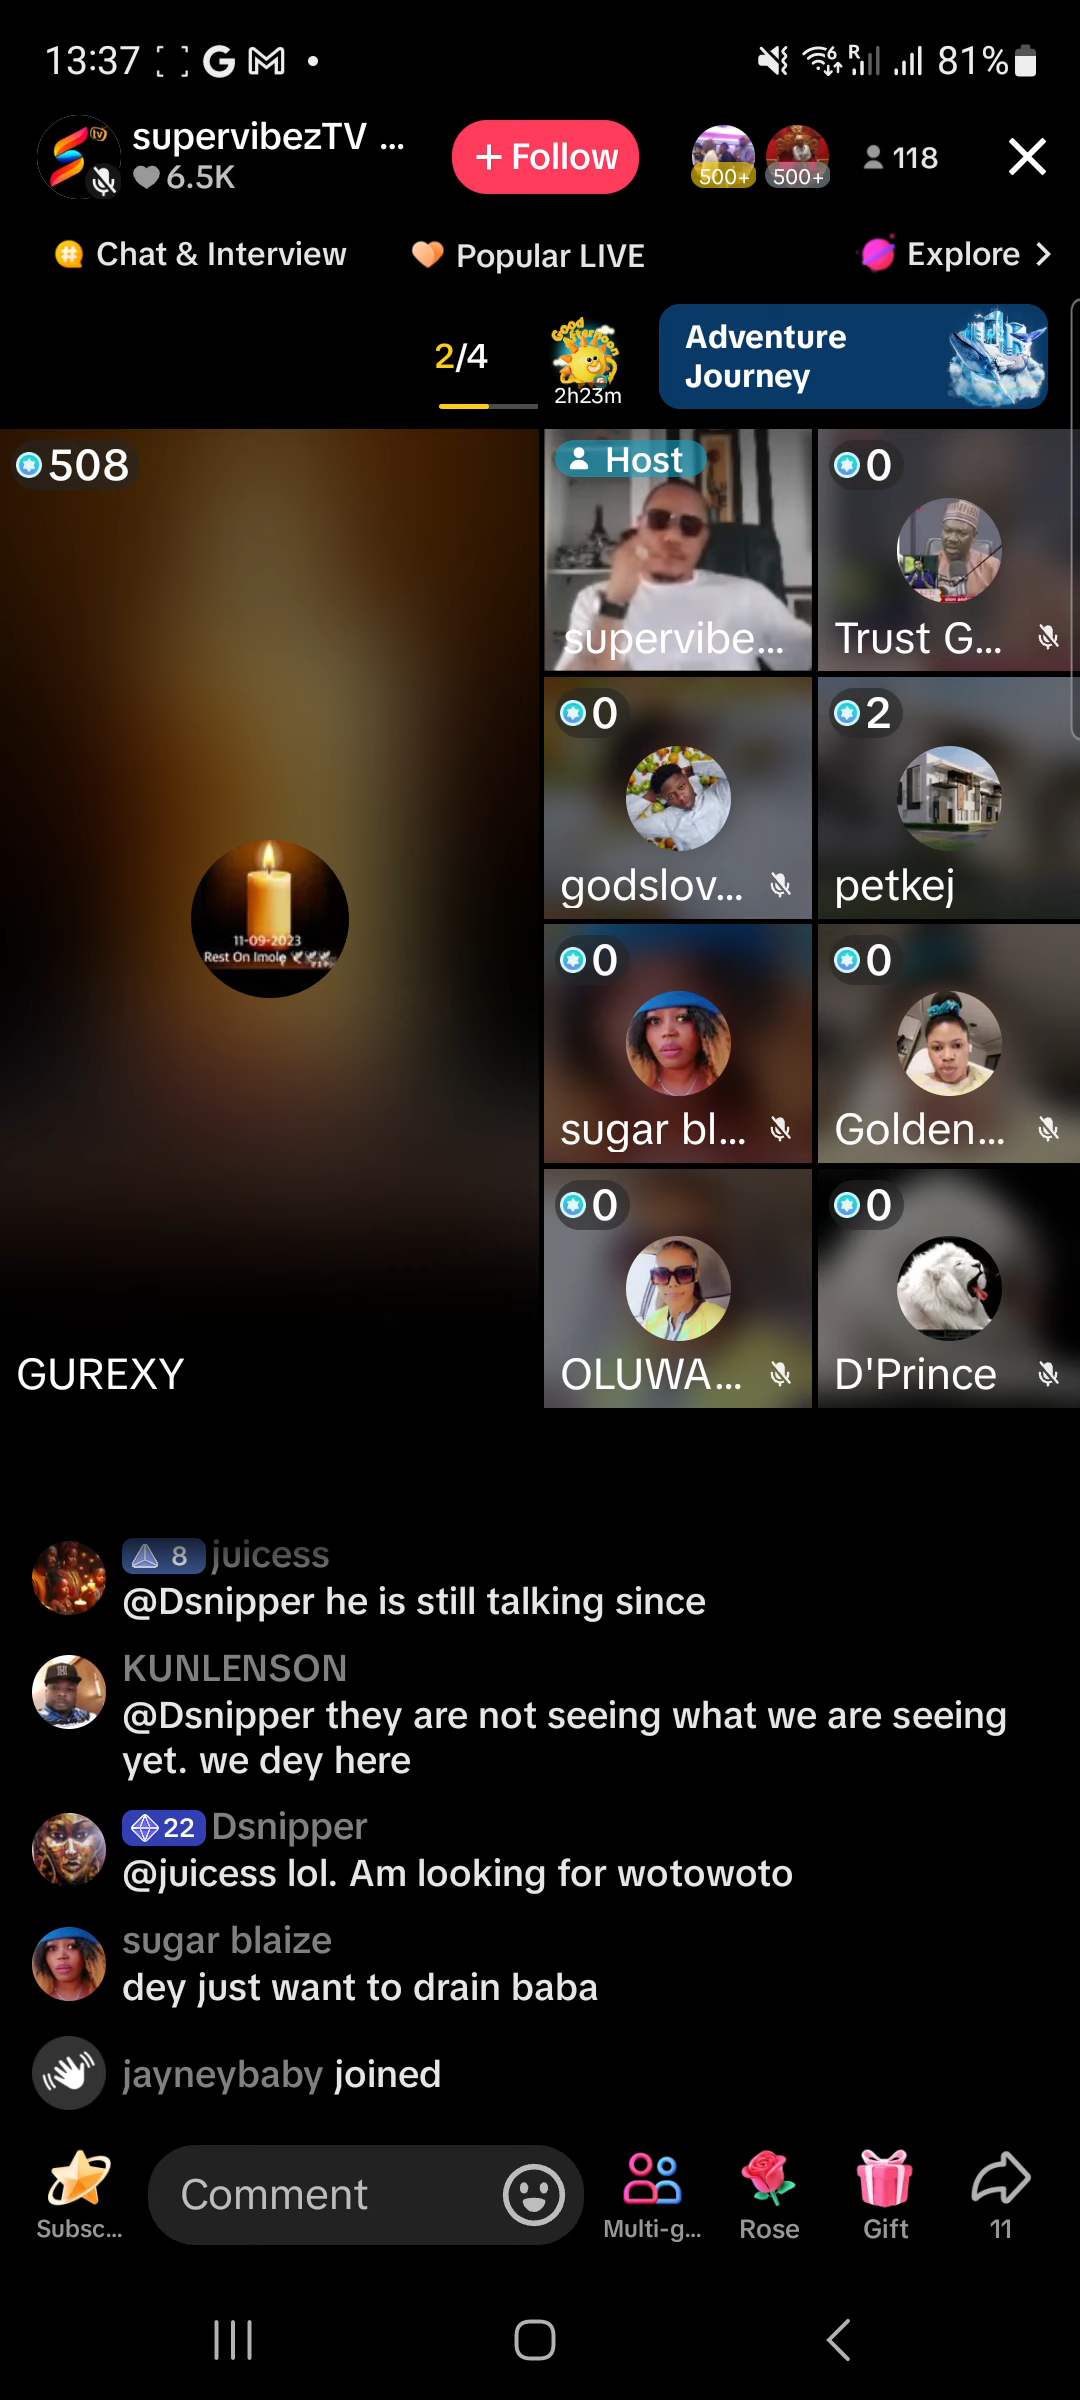 13:37
81%
supervibezTV ...
6.5K
+ Follow
500+
500+
118
Chat & Interview
Popular LIVE
Explore >
2/4
Good Afternoon
2h23m
Adventure
Journey
508
Host
supervibe...
0
Trust G...
0
godslov...
2
petkej
11-09-2023
Rest On Imole
0
sugar bl...
0
Golden...
0
OLUWA...
0
D'Prince
GUREXY
8 juicess
@Dsnipper he is still talking since
KUNLENSON
@Dsnipper they are not seeing what we are seeing
yet. we dey here
22 Dsnipper
@juicess lol. Am looking for wotowoto
sugar blaize
dey just want to drain baba
jayneybaby joined
Subsc...
Comment
Multi-g...
Rose
Gift
11